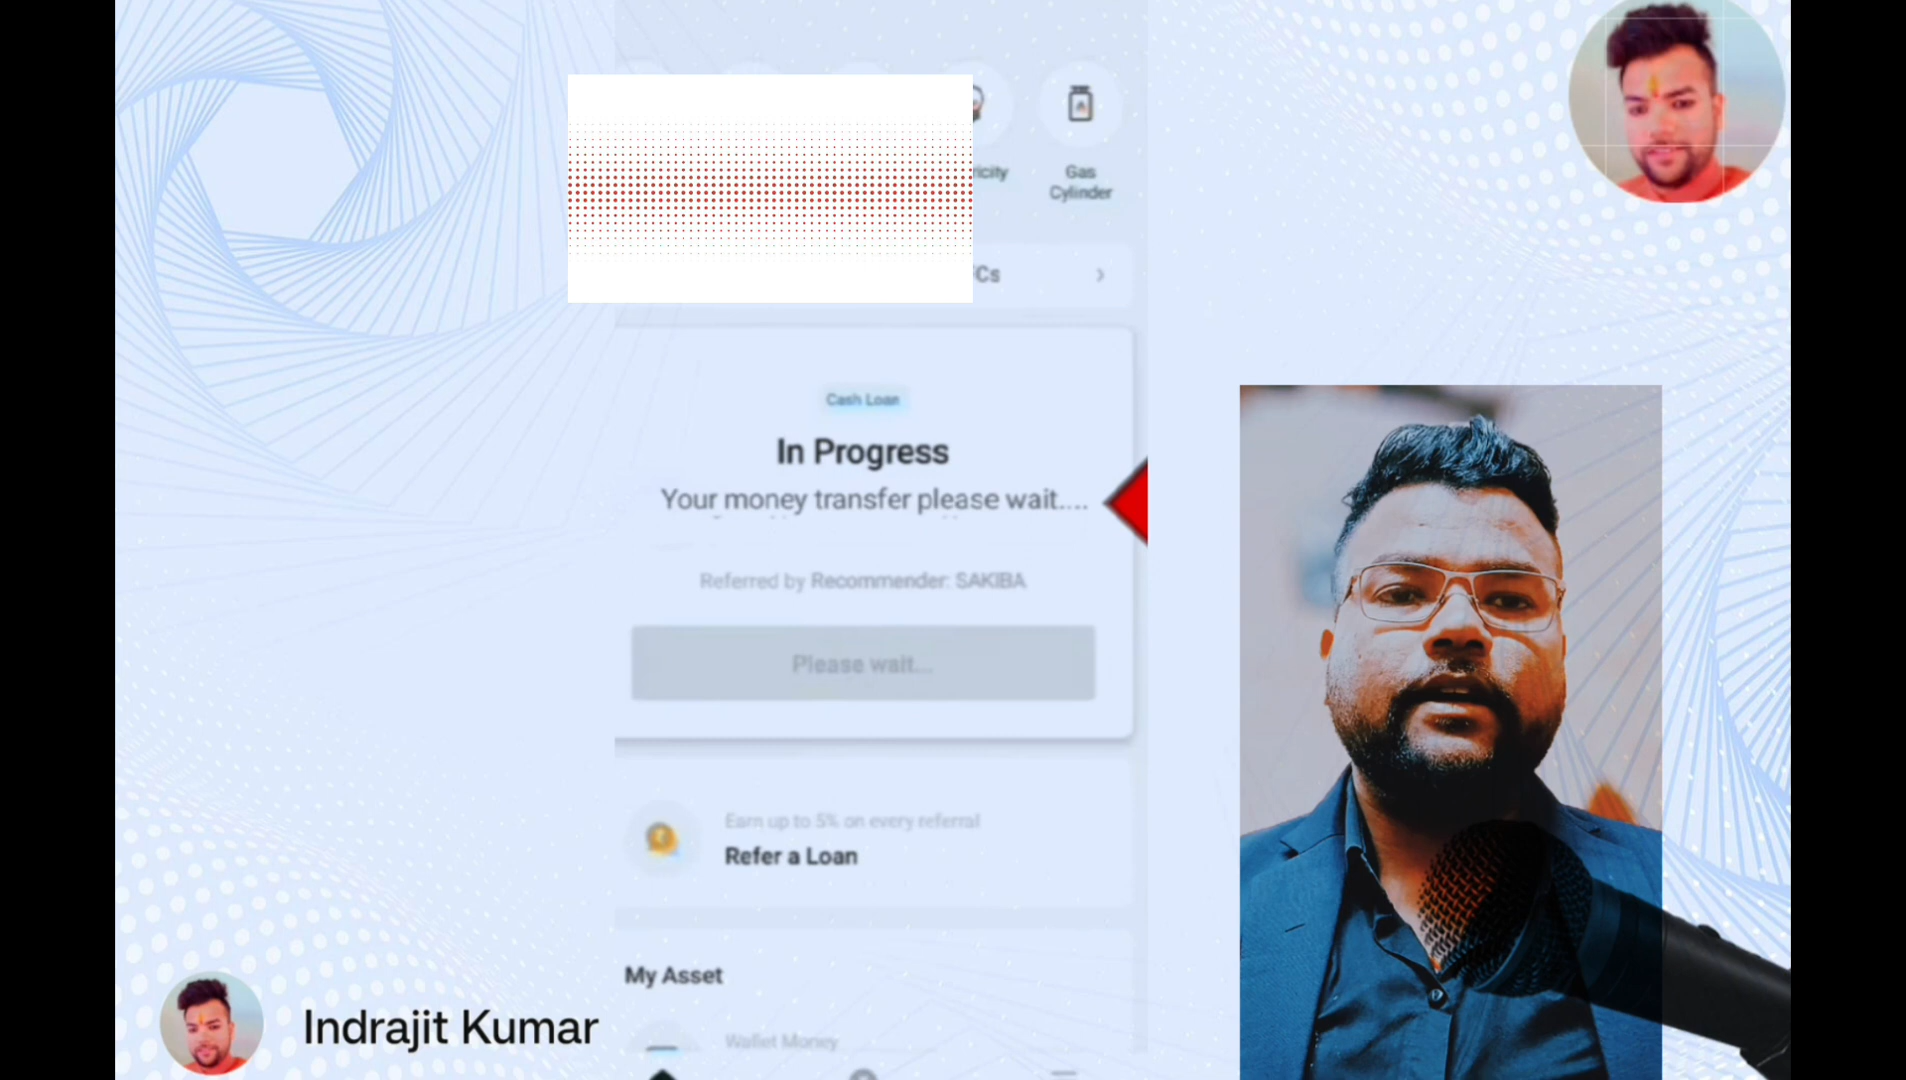 ricity
Gas
Cylinder
Cs
Cash Loan
In Progress
Your money transfer please wait....
Referred by Recommender: SAKIBA
Please wait...
Earn up to 5% on every referral
Refer a Loan
My Asset
Wallet Money
Indrajit Kumar